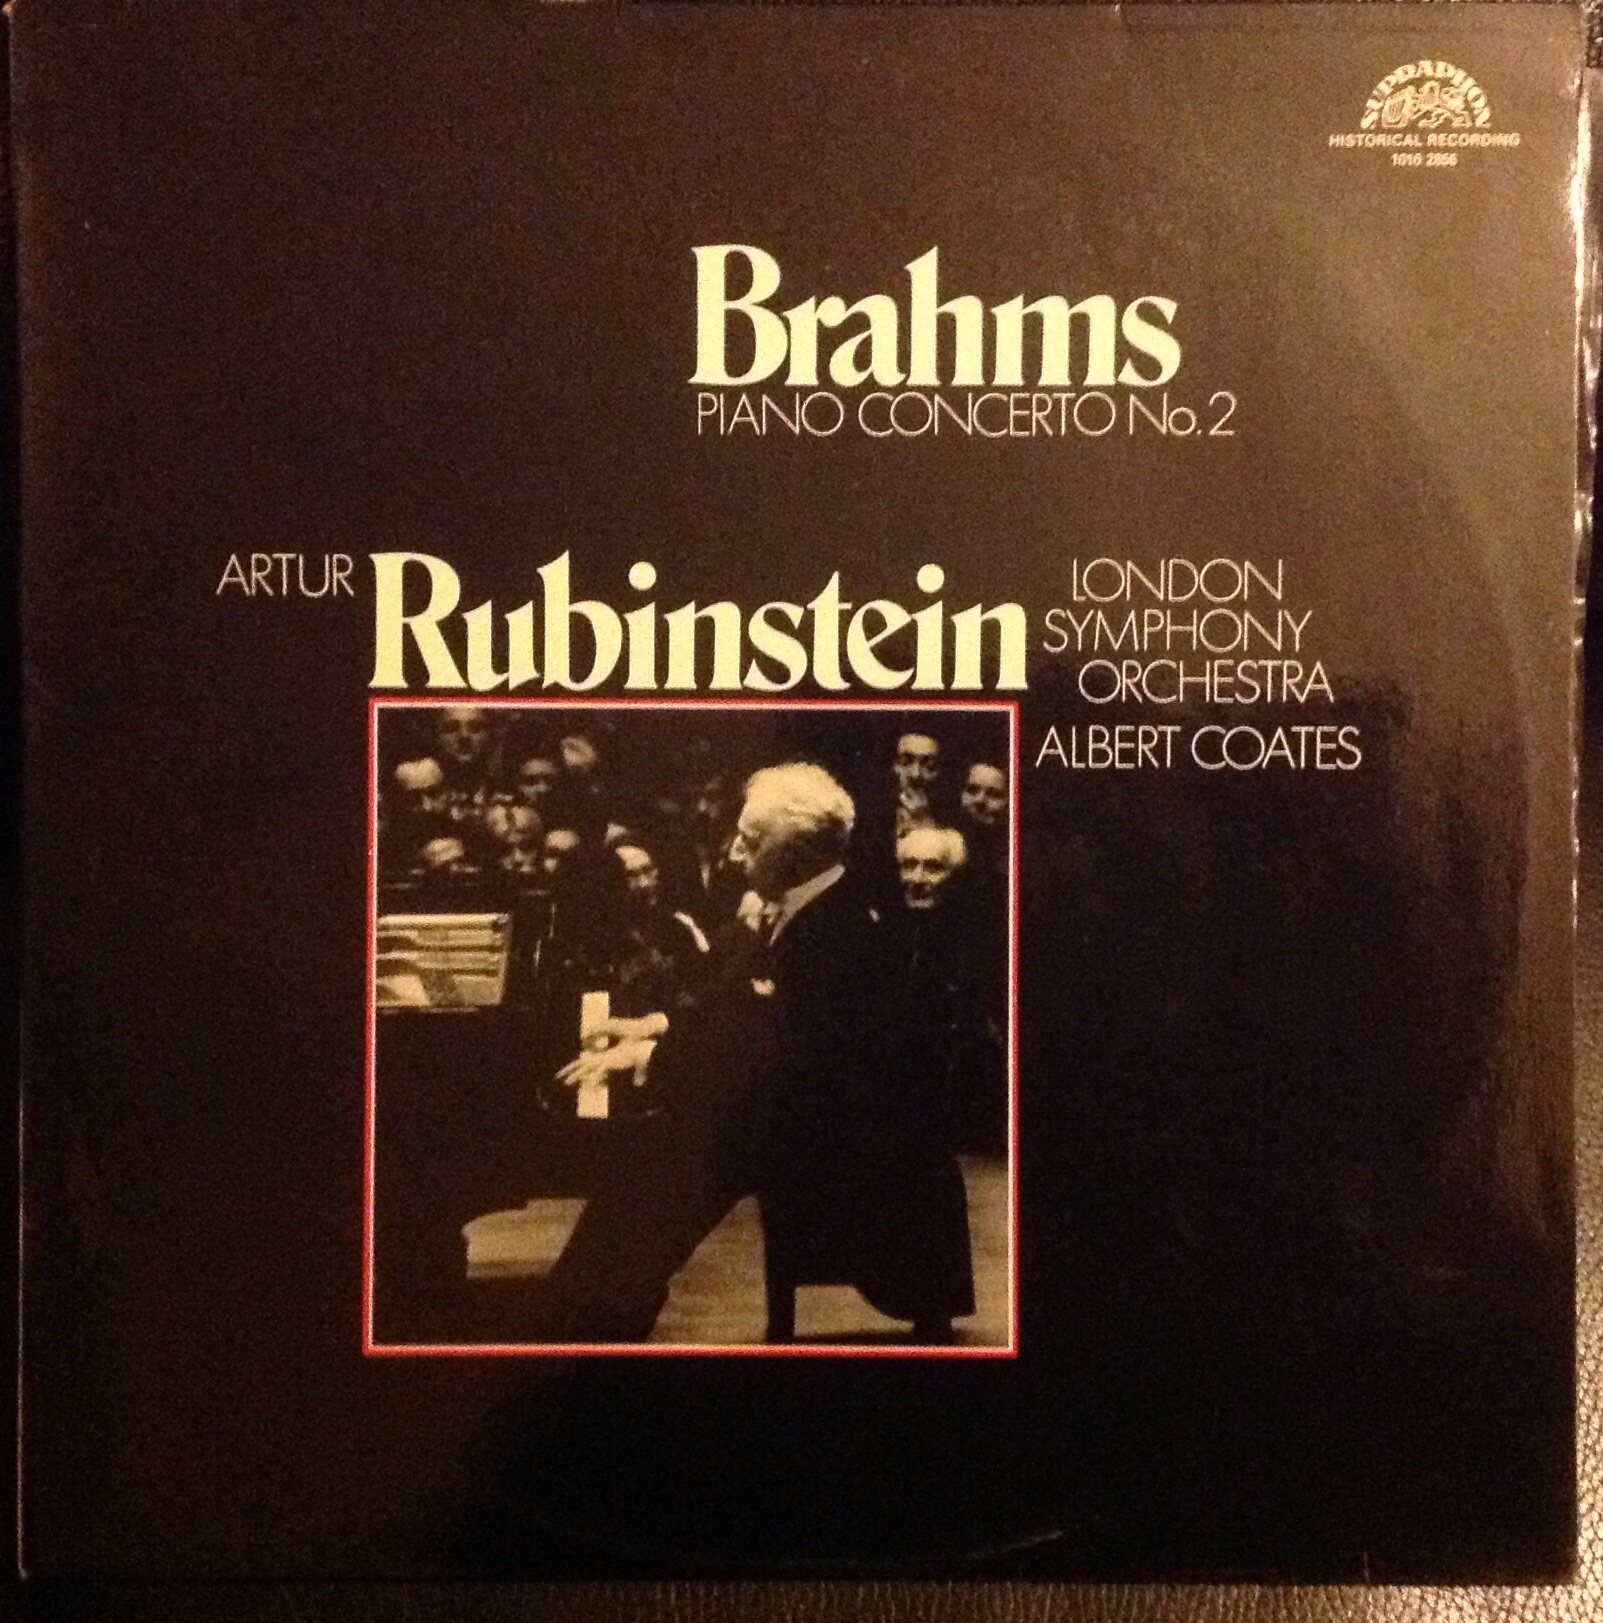 SUPRAPHON
HISTORICAL RECORDING
1010 2856
Brahms
PIANO CONCERTO No. 2
ARTUR Rubinstein
LONDON
SYMPHONY
ORCHESTRA
ALBERT COATES